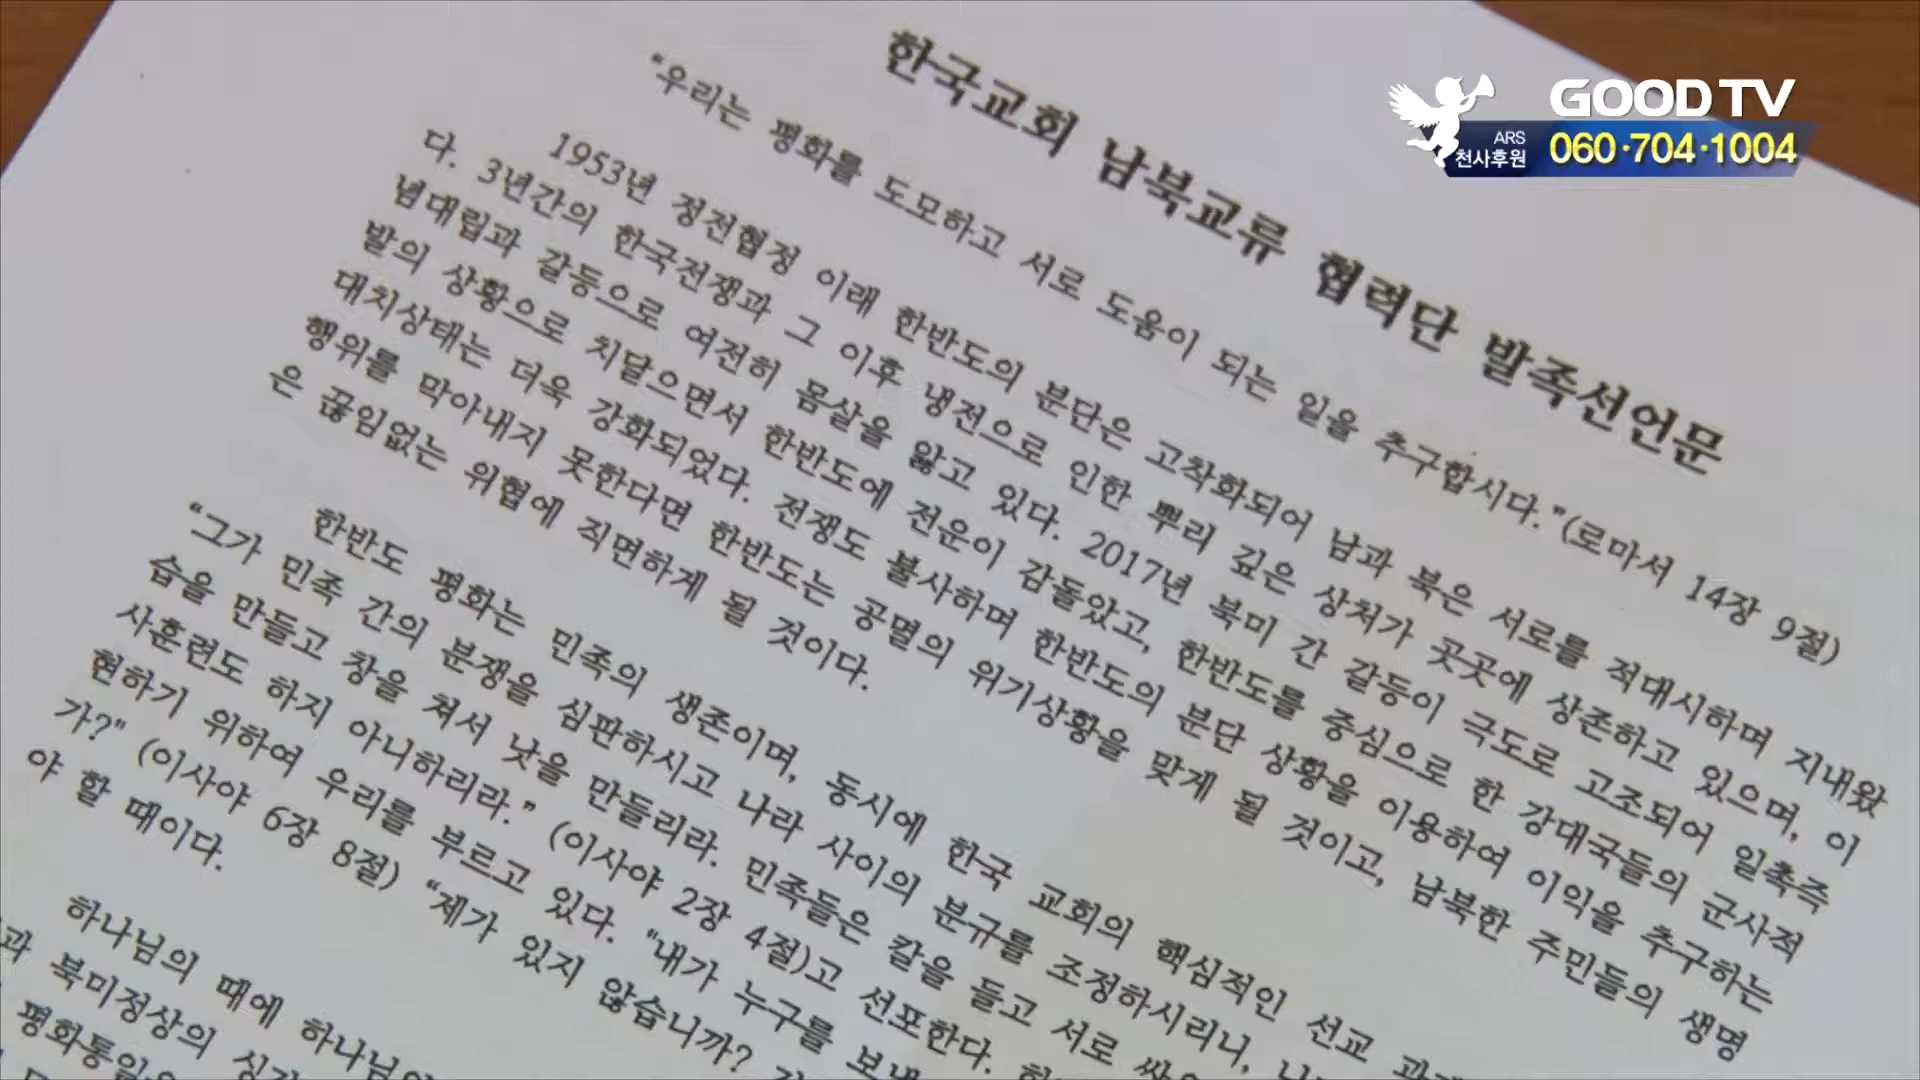 GOOD TV
ARS
천사후원 060·704·1004
한국교회 남북교류 협력단 발족선언문
“우리는 평화를 도모하고 서로 도움이 되는 일을 추구합시다.”(로마서 14장 9절)
1953년 정전협정 이래 한반도의 분단은 고착화되어 남과 북은 서로를 적대시하며 지내왔
다. 3년간의 한국전쟁과 그 이후 냉전으로 인한 뿌리 깊은 상처가 곳곳에 상존하고 있으며, 이
념대립과 갈등으로 여전히 몸살을 앓고 있다. 2017년 북미 간 갈등이 극도로 고조되어 일촉즉
발의 상황으로 치달으면서 한반도에 전운이 감돌았고, 한반도를 중심으로 한 강대국들의 군사적
대치상태는 더욱 강화되었다. 전쟁도 불사하며 한반도의 분단 상황을 이용하여 이익을 추구하는
행위를 막아내지 못한다면 한반도는 공멸의 위기상황을 맞게 될 것이고, 남북한 주민들의 생명
은 끊임없는 위협에 직면하게 될 것이다.
한반도 평화는 민족의 생존이며, 동시에 한국 교회의 핵심적인 선교
“그가 민족 간의 분쟁을 심판하시고 나라 사이의 분규를 조정하시리니,
습을 만들고 창을 쳐서 낫을 만들리라. 민족들은 칼을 들고 서로
사훈련도 하지 아니하리라.” (이사야 2장 4절)고 선포한다.
현하기 위하여 우리를 부르고 있다. “내가 누구를
가?” (이사야 6장 8절) “제가 있지 않습니까?
야 할 때이다.
하나님의 때에
과 북미정상의